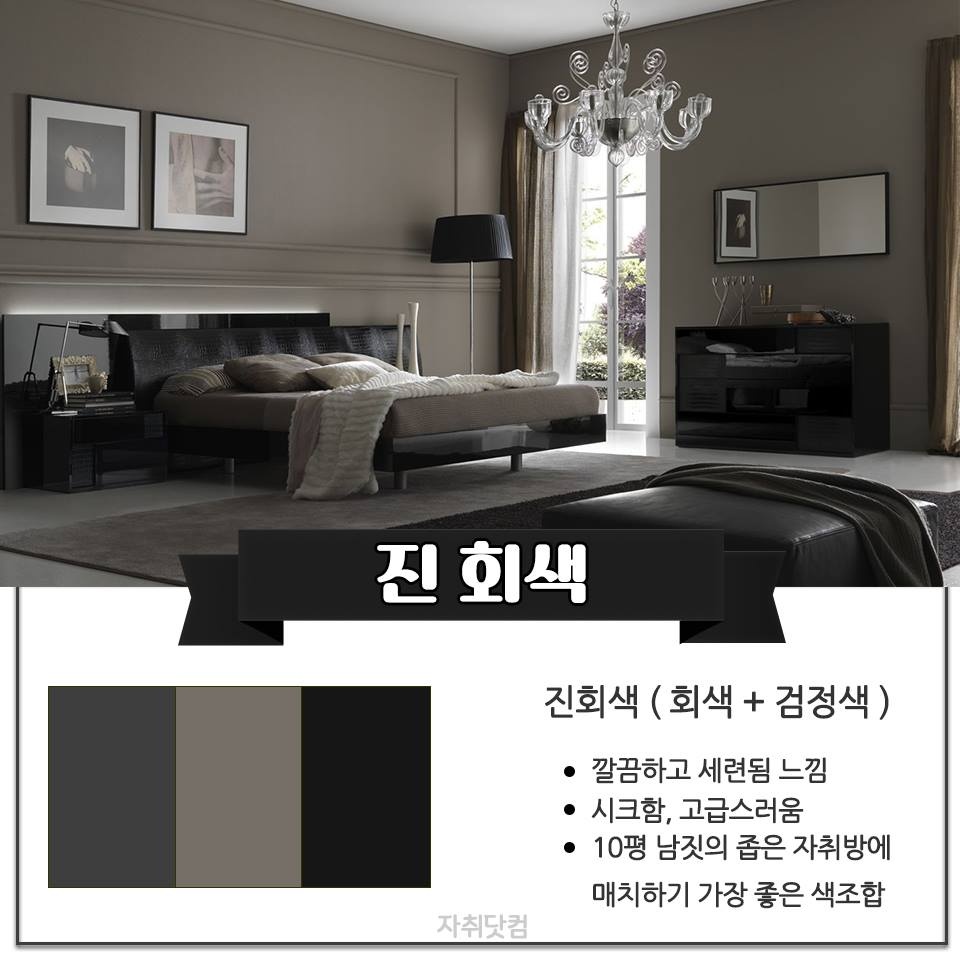 진 회색
진회색 ( 회색 + 검정색 )
• 깔끔하고 세련됨 느낌
• 시크함, 고급스러움
• 10평 남짓의 좁은 자취방에
매치하기 가장 좋은 색조합
자취닷컴